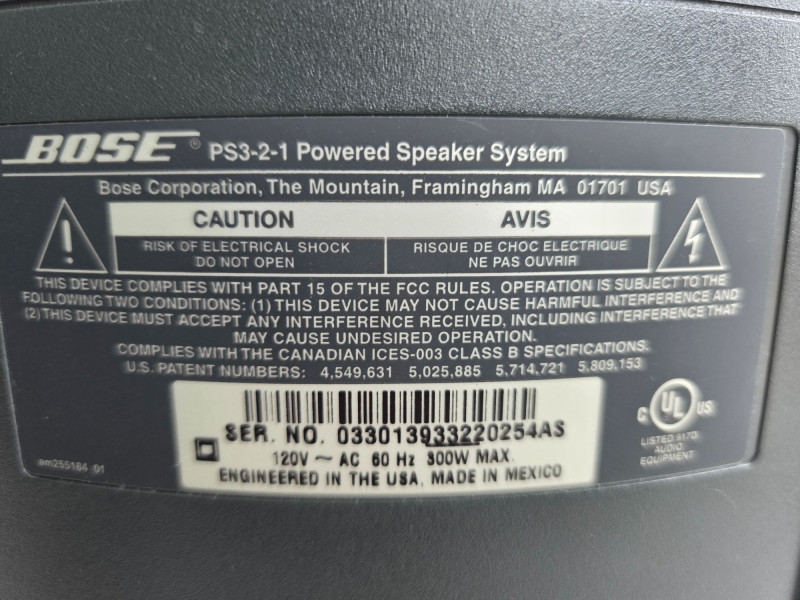 BOSE® PS3-2-1 Powered Speaker System
Bose Corporation, The Mountain, Framingham MA 01701 USA
CAUTION
RISK OF ELECTRICAL SHOCK
DO NOT OPEN
AVIS
RISQUE DE CHOC ELECTRIQUE
NE PAS OUVRIR
THIS DEVICE COMPLIES WITH PART 15 OF THE FCC RULES. OPERATION IS SUBJECT TO THE
FOLLOWING TWO CONDITIONS: (1) THIS DEVICE MAY NOT CAUSE HARMFUL INTERFERENCE AND
(2) THIS DEVICE MUST ACCEPT ANY INTERFERENCE RECEIVED, INCLUDING INTERFERENCE THAT
MAY CAUSE UNDESIRED OPERATION.
COMPLIES WITH THE CANADIAN ICES-003 CLASS B SPECIFICATIONS.
U.S. PATENT NUMBERS: 4,549,631 5,025,885 5,714,721 5,809,153
SER. NO. 033013933220254AS
120V ~ AC 60 Hz 300W MAX.
ENGINEERED IN THE USA, MADE IN MEXICO
C UL US
LISTED 517D
AUDIO
EQUIPMENT
am255184 01